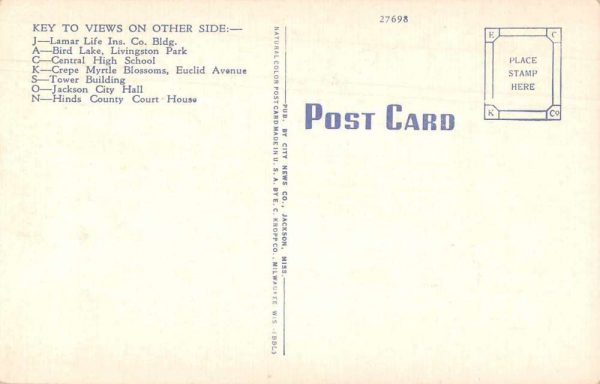 KEY TO VIEWS ON OTHER SIDE:—
J—Lamar Life Ins. Co. Bldg.
A—Bird Lake, Livingston Park
C—Central High School
K—Crepe Myrtle Blossoms, Euclid Avenue
S—Tower Building
O—Jackson City Hall
N—Hinds County Court House
NATURAL COLOR POST CARD MADE IN U. S. A. BY E. C. KROPP CO., MILWAUKEE, WIS.
PUB. BY CITY NEWS CO., JACKSON, MISS.
27698
POST CARD
E C
PLACE
STAMP
HERE
K Co